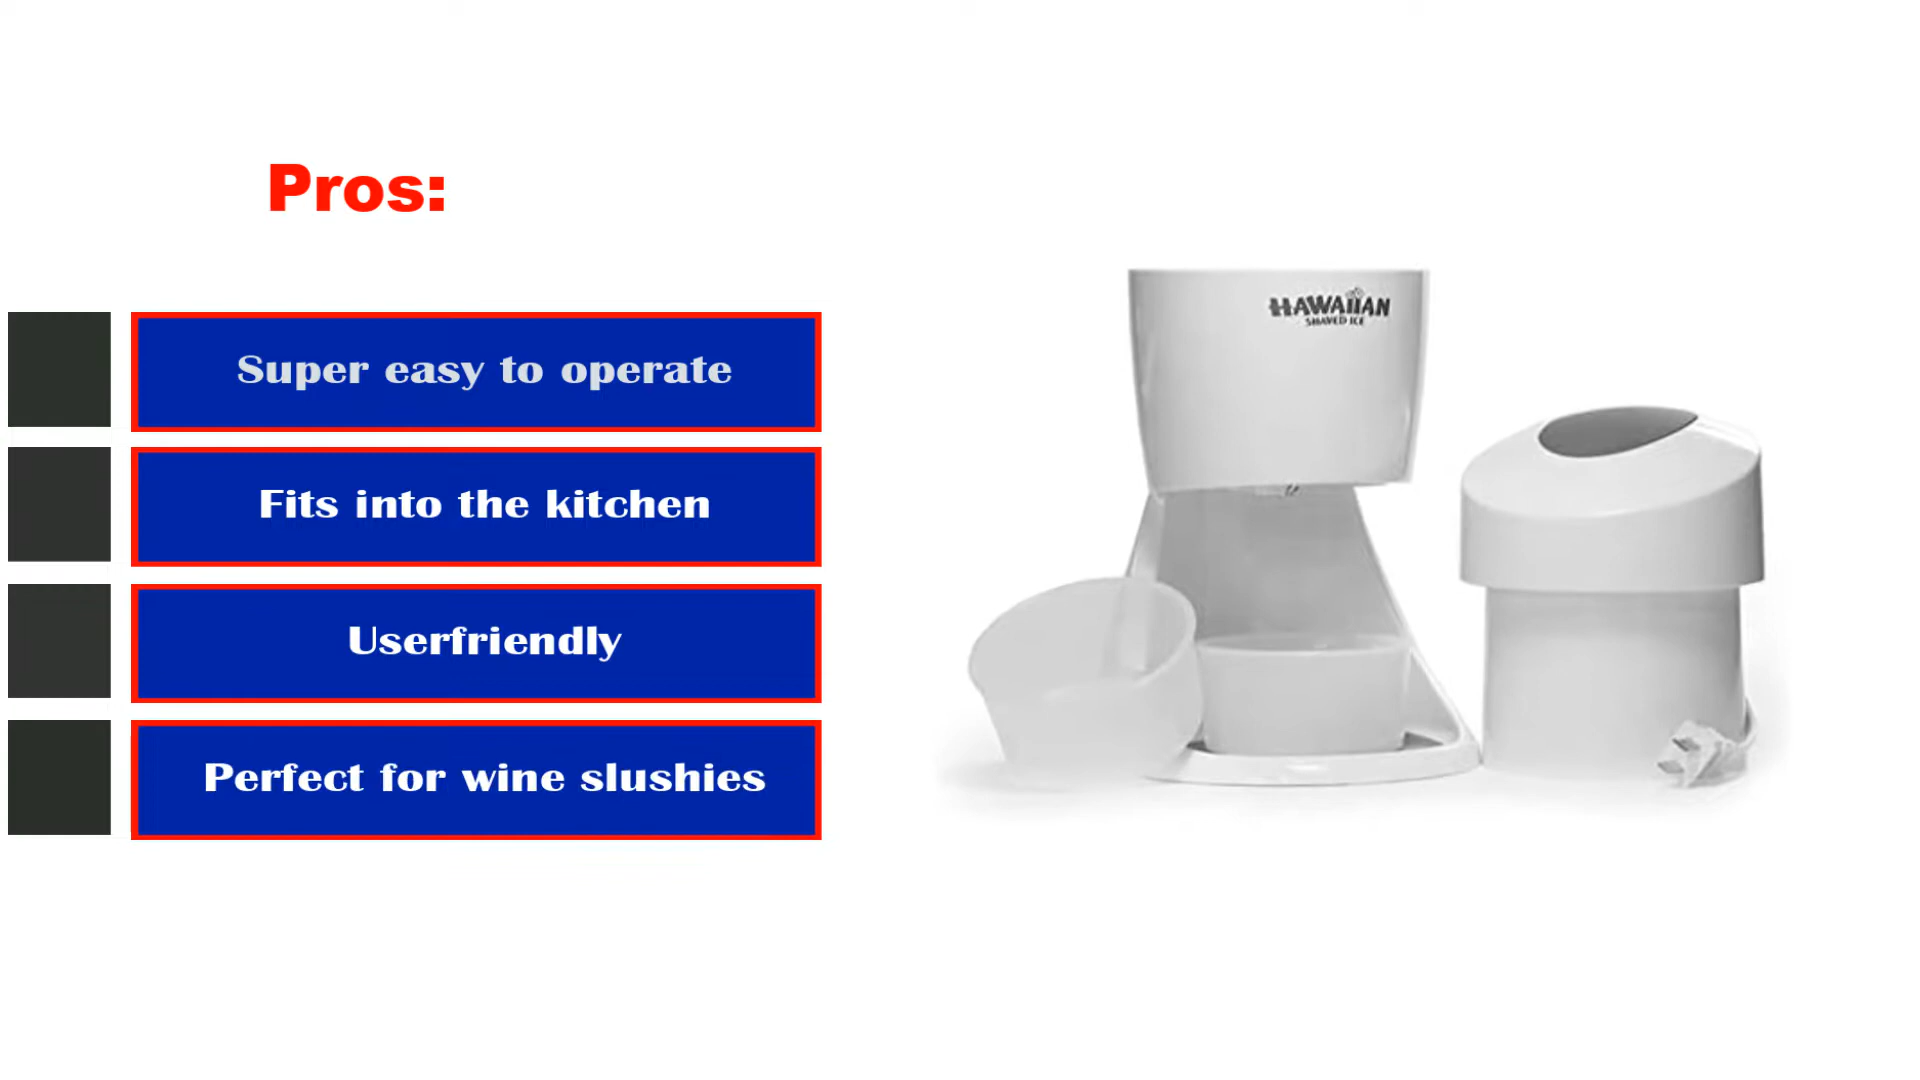 Pros:
Super easy to operate
Fits into the kitchen
Userfriendly
Perfect for wine slushies
HAWAIIAN
SHAVED ICE